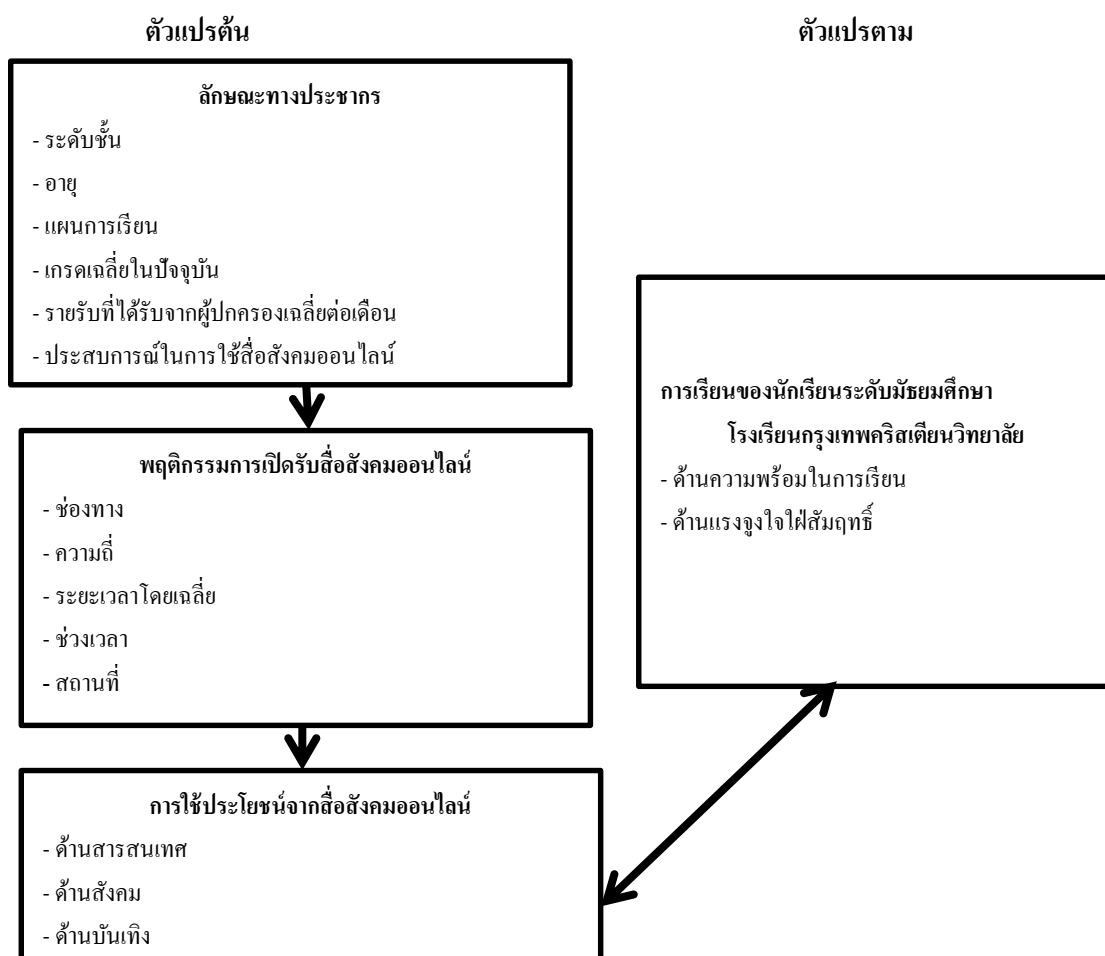 ตัวแปรต้น
ตัวแปรตาม
ลักษณะทางประชากร
- ระดับชั้น
- อายุ
- แผนการเรียน
- เกรดเฉลี่ยในปัจจุบัน
- รายรับที่ได้รับจากผู้ปกครองเฉลี่ยต่อเดือน
- ประสบการณ์ในการใช้สื่อสังคมออนไลน์
พฤติกรรมการเปิดรับสื่อสังคมออนไลน์
- ช่องทาง
- ความถี่
- ระยะเวลาโดยเฉลี่ย
- ช่วงเวลา
- สถานที่
การใช้ประโยชน์จากสื่อสังคมออนไลน์
- ด้านสารสนเทศ
- ด้านสังคม
- ด้านบันเทิง
การเรียนของนักเรียนระดับมัธยมศึกษา
โรงเรียนกรุงเทพคริสเตียนวิทยาลัย
- ด้านความพร้อมในการเรียน
- ด้านแรงจูงใจใฝ่สัมฤทธิ์